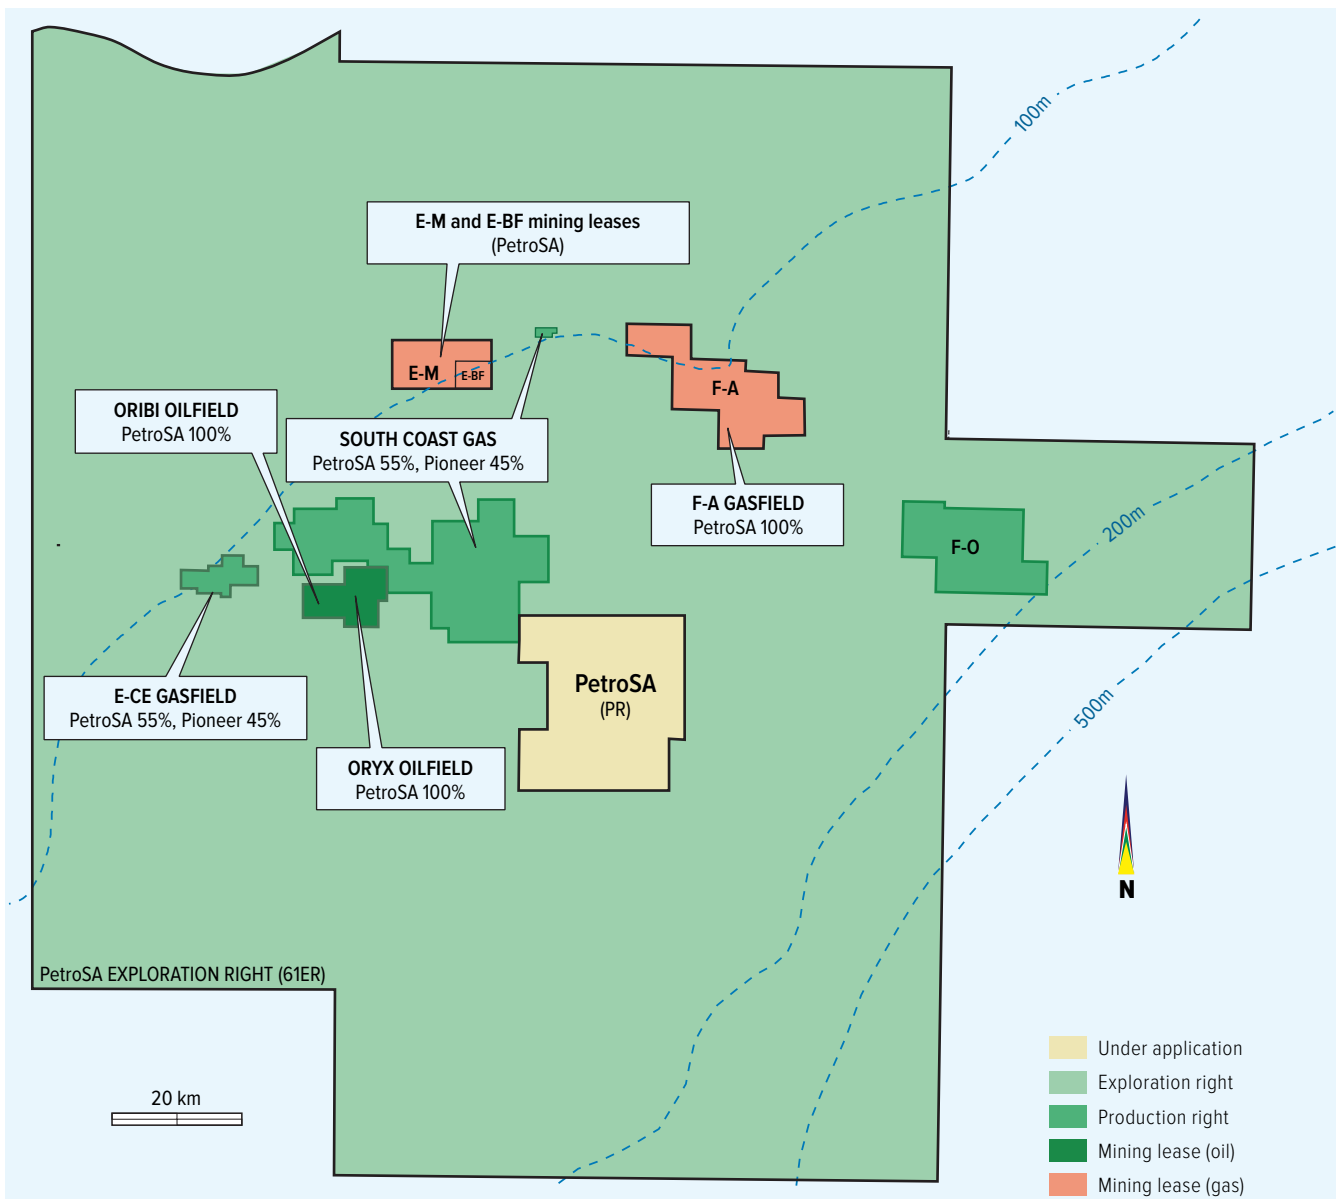 100m
E-M and E-BF mining leases
(PetroSA)
E-M
E-BF
F-A
ORIBI OILFIELD
PetroSA 100%
SOUTH COAST GAS
PetroSA 55%, Pioneer 45%
F-A GASFIELD
PetroSA 100%
200m
F-O
E-CE GASFIELD
PetroSA 55%, Pioneer 45%
PetroSA
(PR)
500m
ORYX OILFIELD
PetroSA 100%
N
PetroSA EXPLORATION RIGHT (61ER)
20 km
Under application
Exploration right
Production right
Mining lease (oil)
Mining lease (gas)